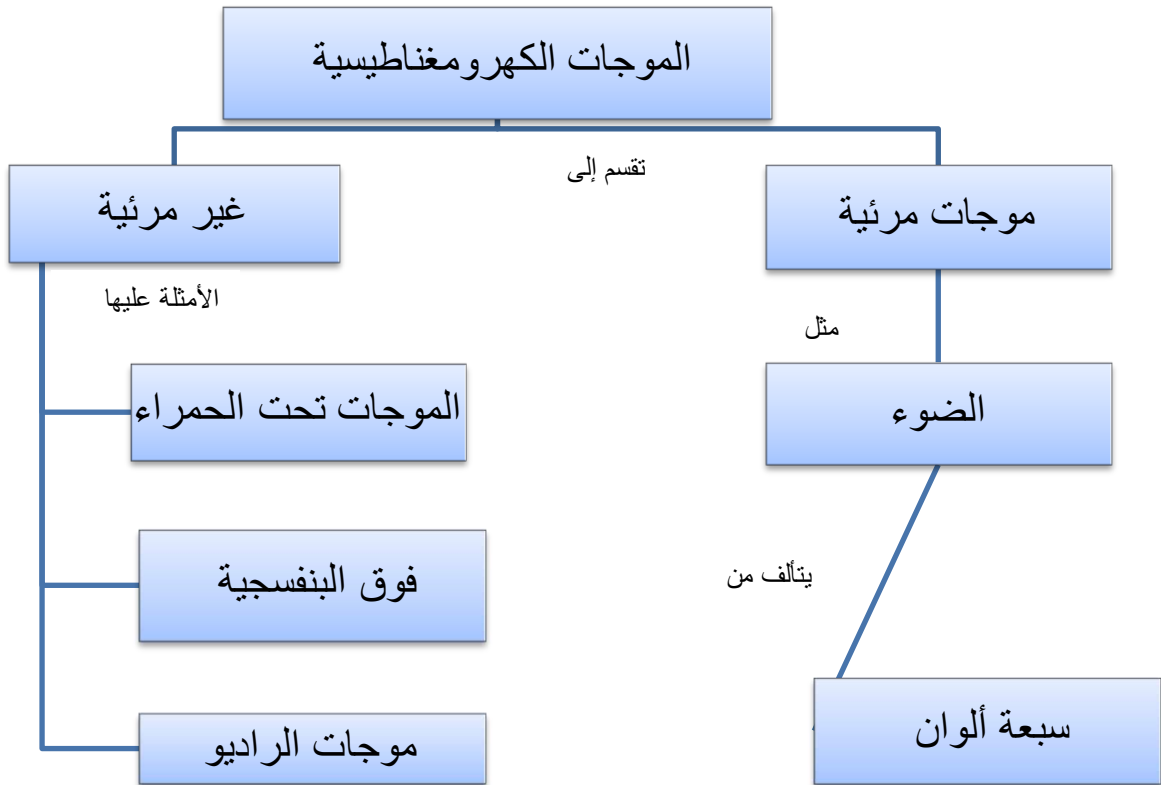 الموجات الكهرومغناطيسية
تقسم إلى
موجات مرئية
غير مرئية
مثل
الأمثلة عليها
الضوء
الموجات تحت الحمراء
يتألف من
فوق البنفسجية
سبعة ألوان
موجات الراديو